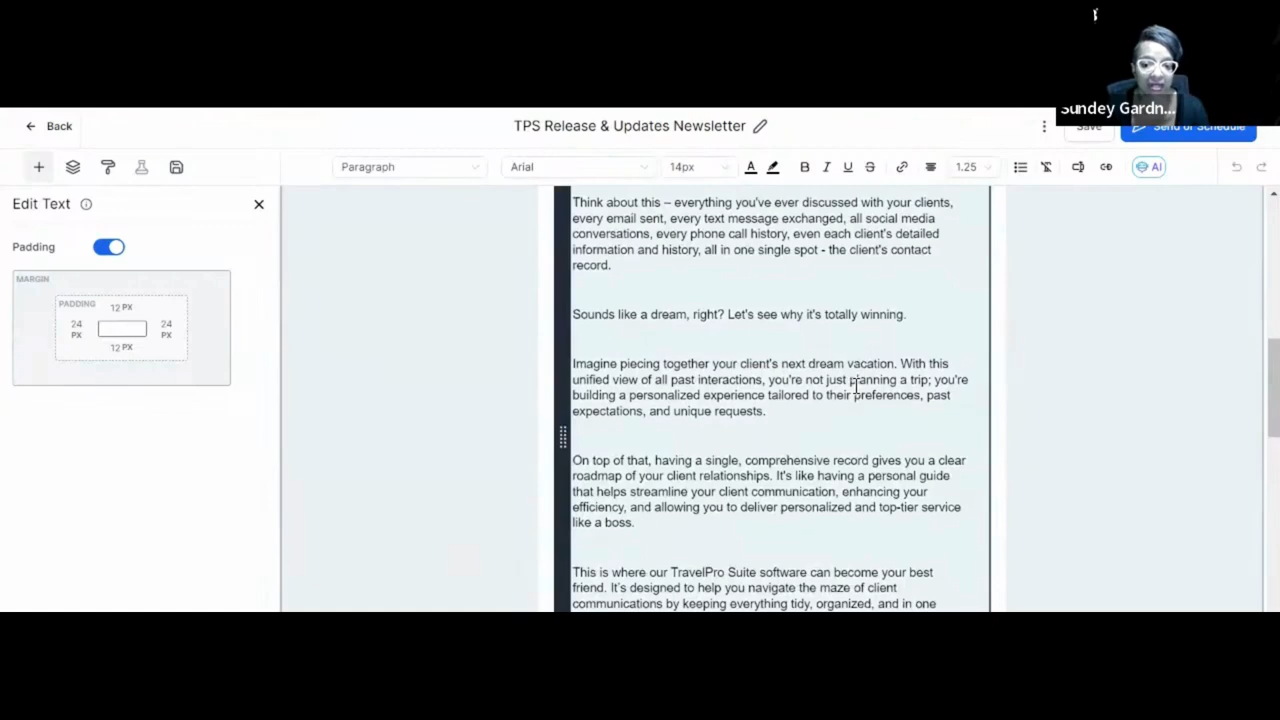 Sundey Gardn...
Back
TPS Release & Updates Newsletter
Save
Send or Schedule
Paragraph
Arial
14px
A
B I U S
1.25
AI
Edit Text
Padding
MARGIN
PADDING
12 PX
24 PX
24 PX
12 PX
Think about this – everything you've ever discussed with your clients,
every email sent, every text message exchanged, all social media
conversations, every phone call history, even each client's detailed
information and history, all in one single spot - the client's contact
record.
Sounds like a dream, right? Let's see why it's totally winning.
Imagine piecing together your client's next dream vacation. With this
unified view of all past interactions, you're not just planning a trip; you're
building a personalized experience tailored to their preferences, past
expectations, and unique requests.
On top of that, having a single, comprehensive record gives you a clear
roadmap of your client relationships. It's like having a personal guide
that helps streamline your client communication, enhancing your
efficiency, and allowing you to deliver personalized and top-tier service
like a boss.
This is where our TravelPro Suite software can become your best
friend. It's designed to help you navigate the maze of client
communications by keeping everything tidy, organized, and in one